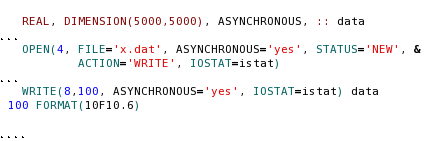 REAL, DIMENSION(5000,5000), ASYNCHRONOUS, :: data
...
OPEN(4, FILE='x.dat', ASYNCHRONOUS='yes', STATUS='NEW', &
ACTION='WRITE', IOSTAT=istat)
...
WRITE(8,100, ASYNCHRONOUS='yes', IOSTAT=istat) data
100 FORMAT(10F10.6)
....